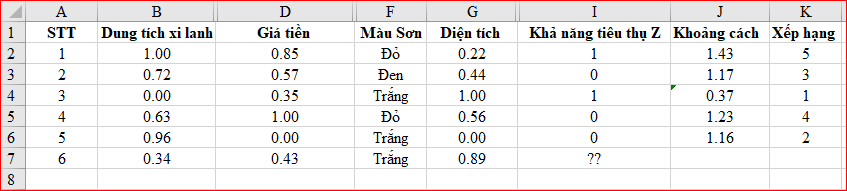 A B D F G I J K
1 STT Dung tích xi lanh Giá tiền Màu Sơn Diện tích Khả năng tiêu thụ Z Khoảng cách Xếp hạng
2 1 1.00 0.85 Đỏ 0.22 1 1.43 5
3 2 0.72 0.57 Đen 0.44 0 1.17 3
4 3 0.00 0.35 Trắng 1.00 1 0.37 1
5 4 0.63 1.00 Đỏ 0.56 0 1.23 4
6 5 0.96 0.00 Trắng 0.00 0 1.16 2
7 6 0.34 0.43 Trắng 0.89 ??
8